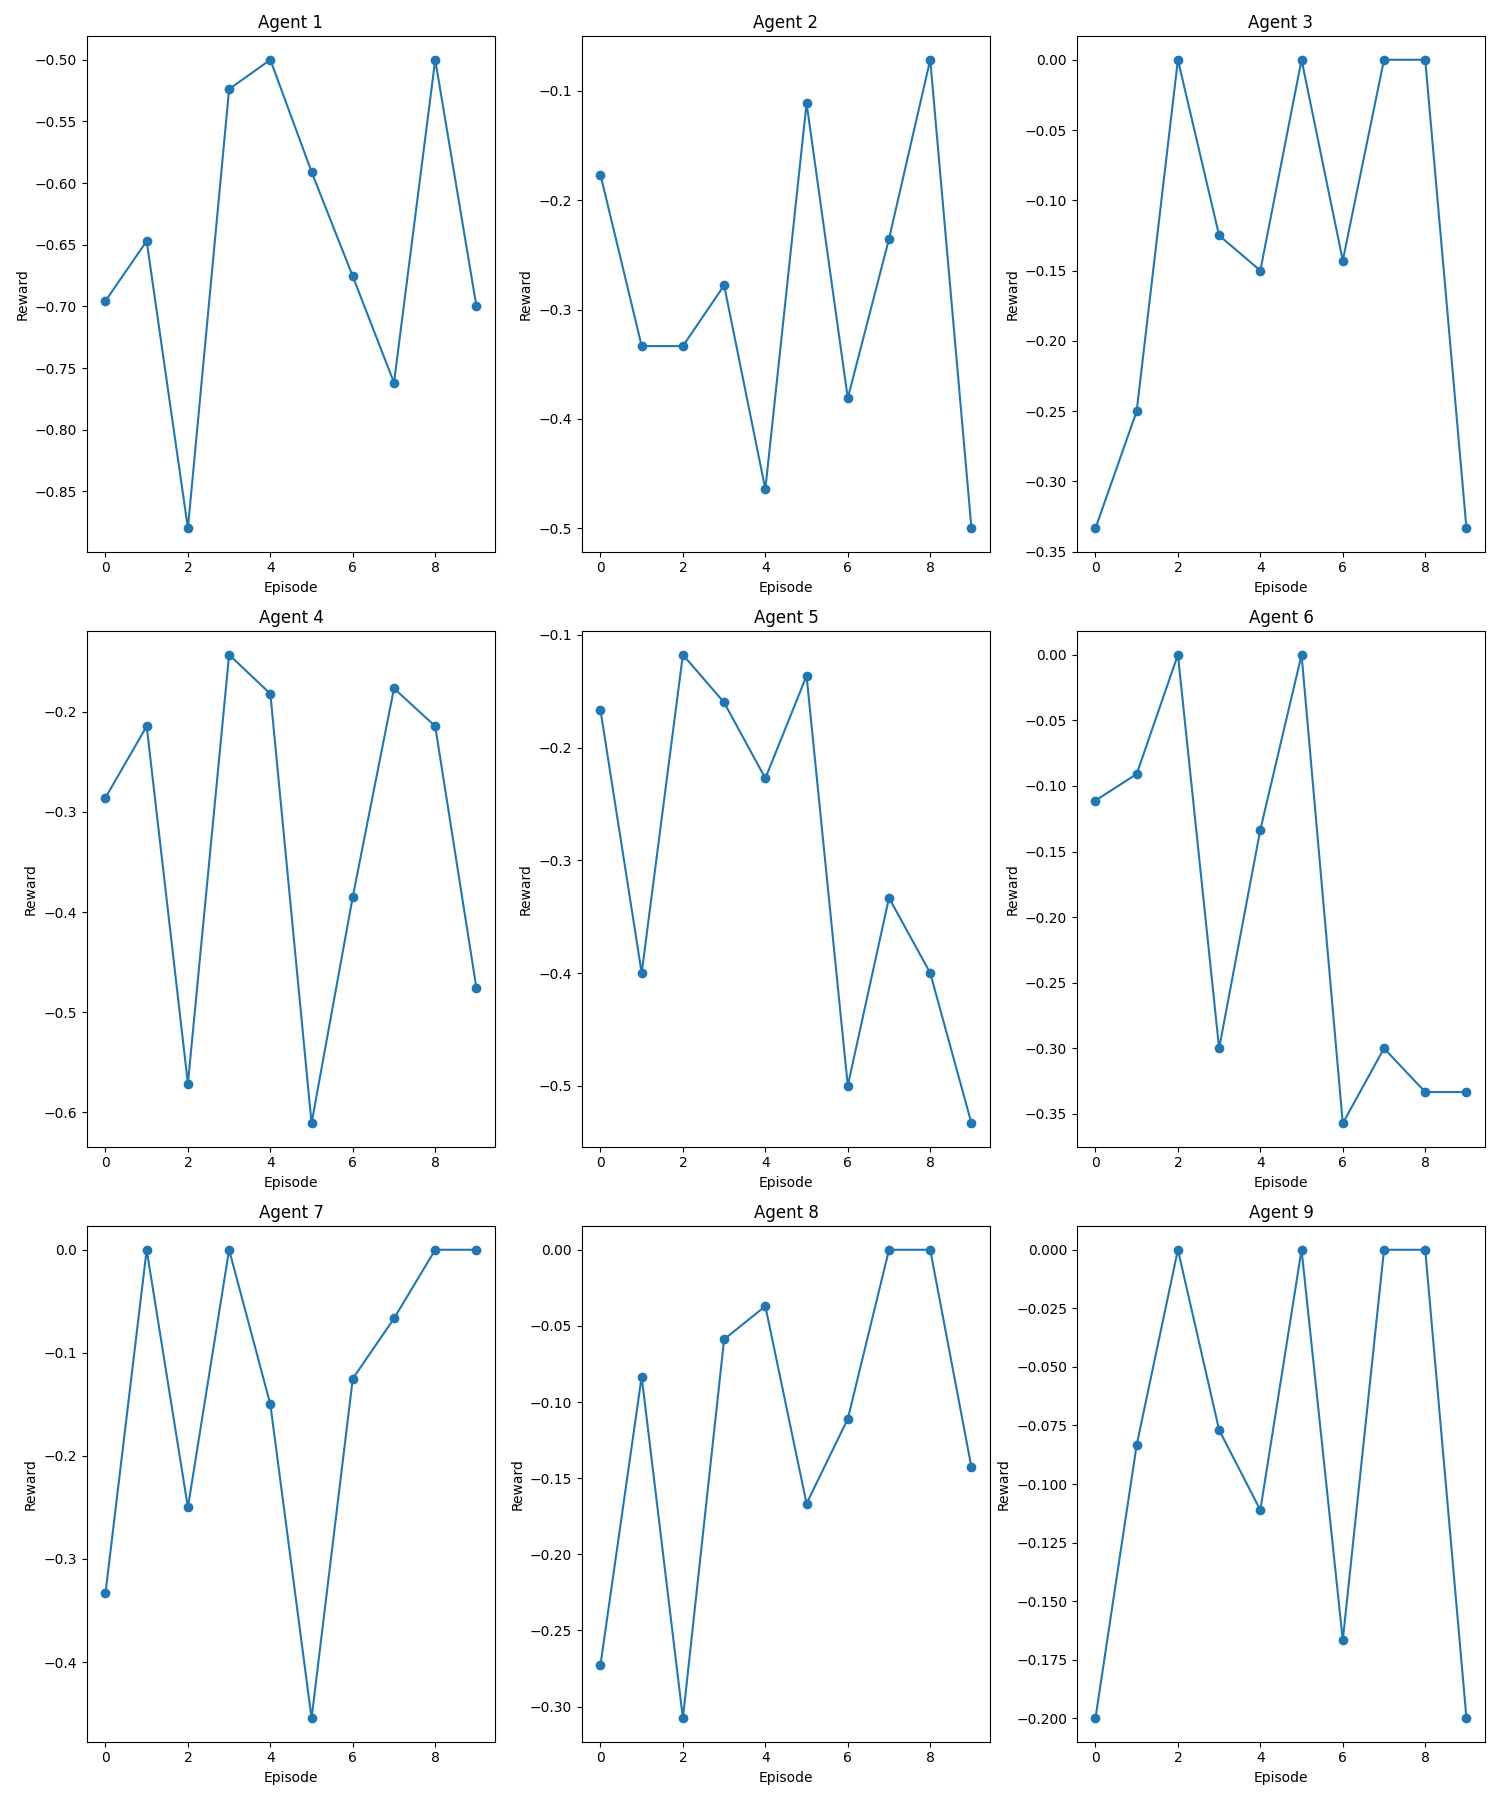 Agent 1
−0.50
−0.55
−0.60
−0.65
−0.70
−0.75
−0.80
−0.85
Reward
0 2 4 6 8
Episode
Agent 2
−0.1
−0.2
−0.3
−0.4
−0.5
Reward
0 2 4 6 8
Episode
Agent 3
0.00
−0.05
−0.10
−0.15
−0.20
−0.25
−0.30
−0.35
Reward
0 2 4 6 8
Episode
Agent 4
−0.2
−0.3
−0.4
−0.5
−0.6
Reward
0 2 4 6 8
Episode
Agent 5
−0.1
−0.2
−0.3
−0.4
−0.5
Reward
0 2 4 6 8
Episode
Agent 6
0.00
−0.05
−0.10
−0.15
−0.20
−0.25
−0.30
−0.35
Reward
0 2 4 6 8
Episode
Agent 7
0.0
−0.1
−0.2
−0.3
−0.4
Reward
0 2 4 6 8
Episode
Agent 8
0.00
−0.05
−0.10
−0.15
−0.20
−0.25
−0.30
Reward
0 2 4 6 8
Episode
Agent 9
0.000
−0.025
−0.050
−0.075
−0.100
−0.125
−0.150
−0.175
−0.200
Reward
0 2 4 6 8
Episode